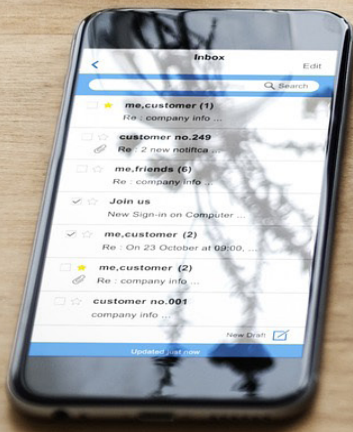 Inbox
Edit
Search
me,customer (1)
Re : company info ...
customer no.249
Re : 2 new notiftca ...
me,friends (6)
Re : company info ...
Join us
New Sign-in on Computer ...
me,customer (2)
Re : On 23 October at 09:00, ...
me,customer (2)
Re : company info ...
customer no.001
company info ...
New Draft
Updated just now